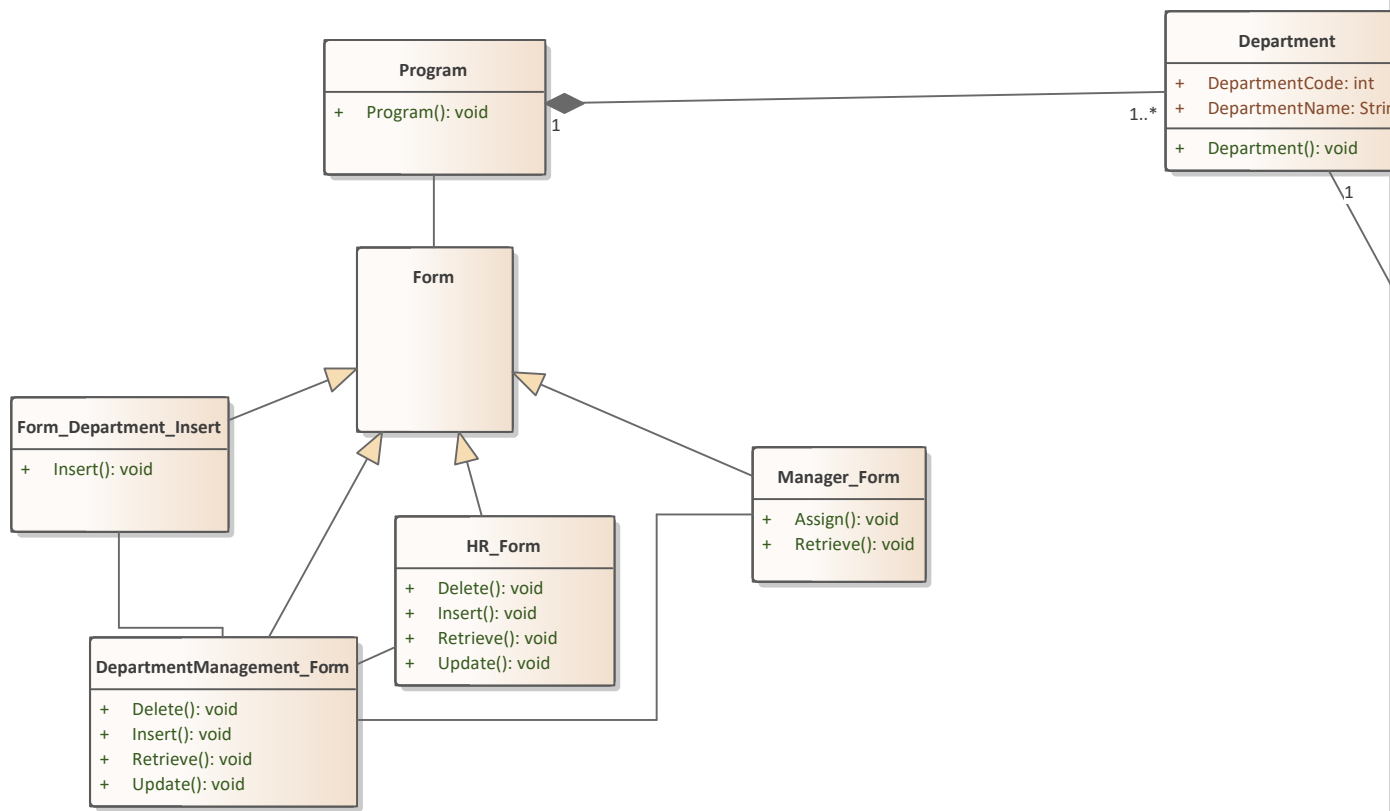 Program
+ Program(): void
1
1..*
Department
+ DepartmentCode: int
+ DepartmentName:
+ Department(): void
1
Form
Form_Department_Insert
+ Insert(): void
Manager_Form
+ Assign(): void
+ Retrieve(): void
HR_Form
+ Delete(): void
+ Insert(): void
+ Retrieve(): void
+ Update(): void
DepartmentManagement_Form
+ Delete(): void
+ Insert(): void
+ Retrieve(): void
+ Update(): void